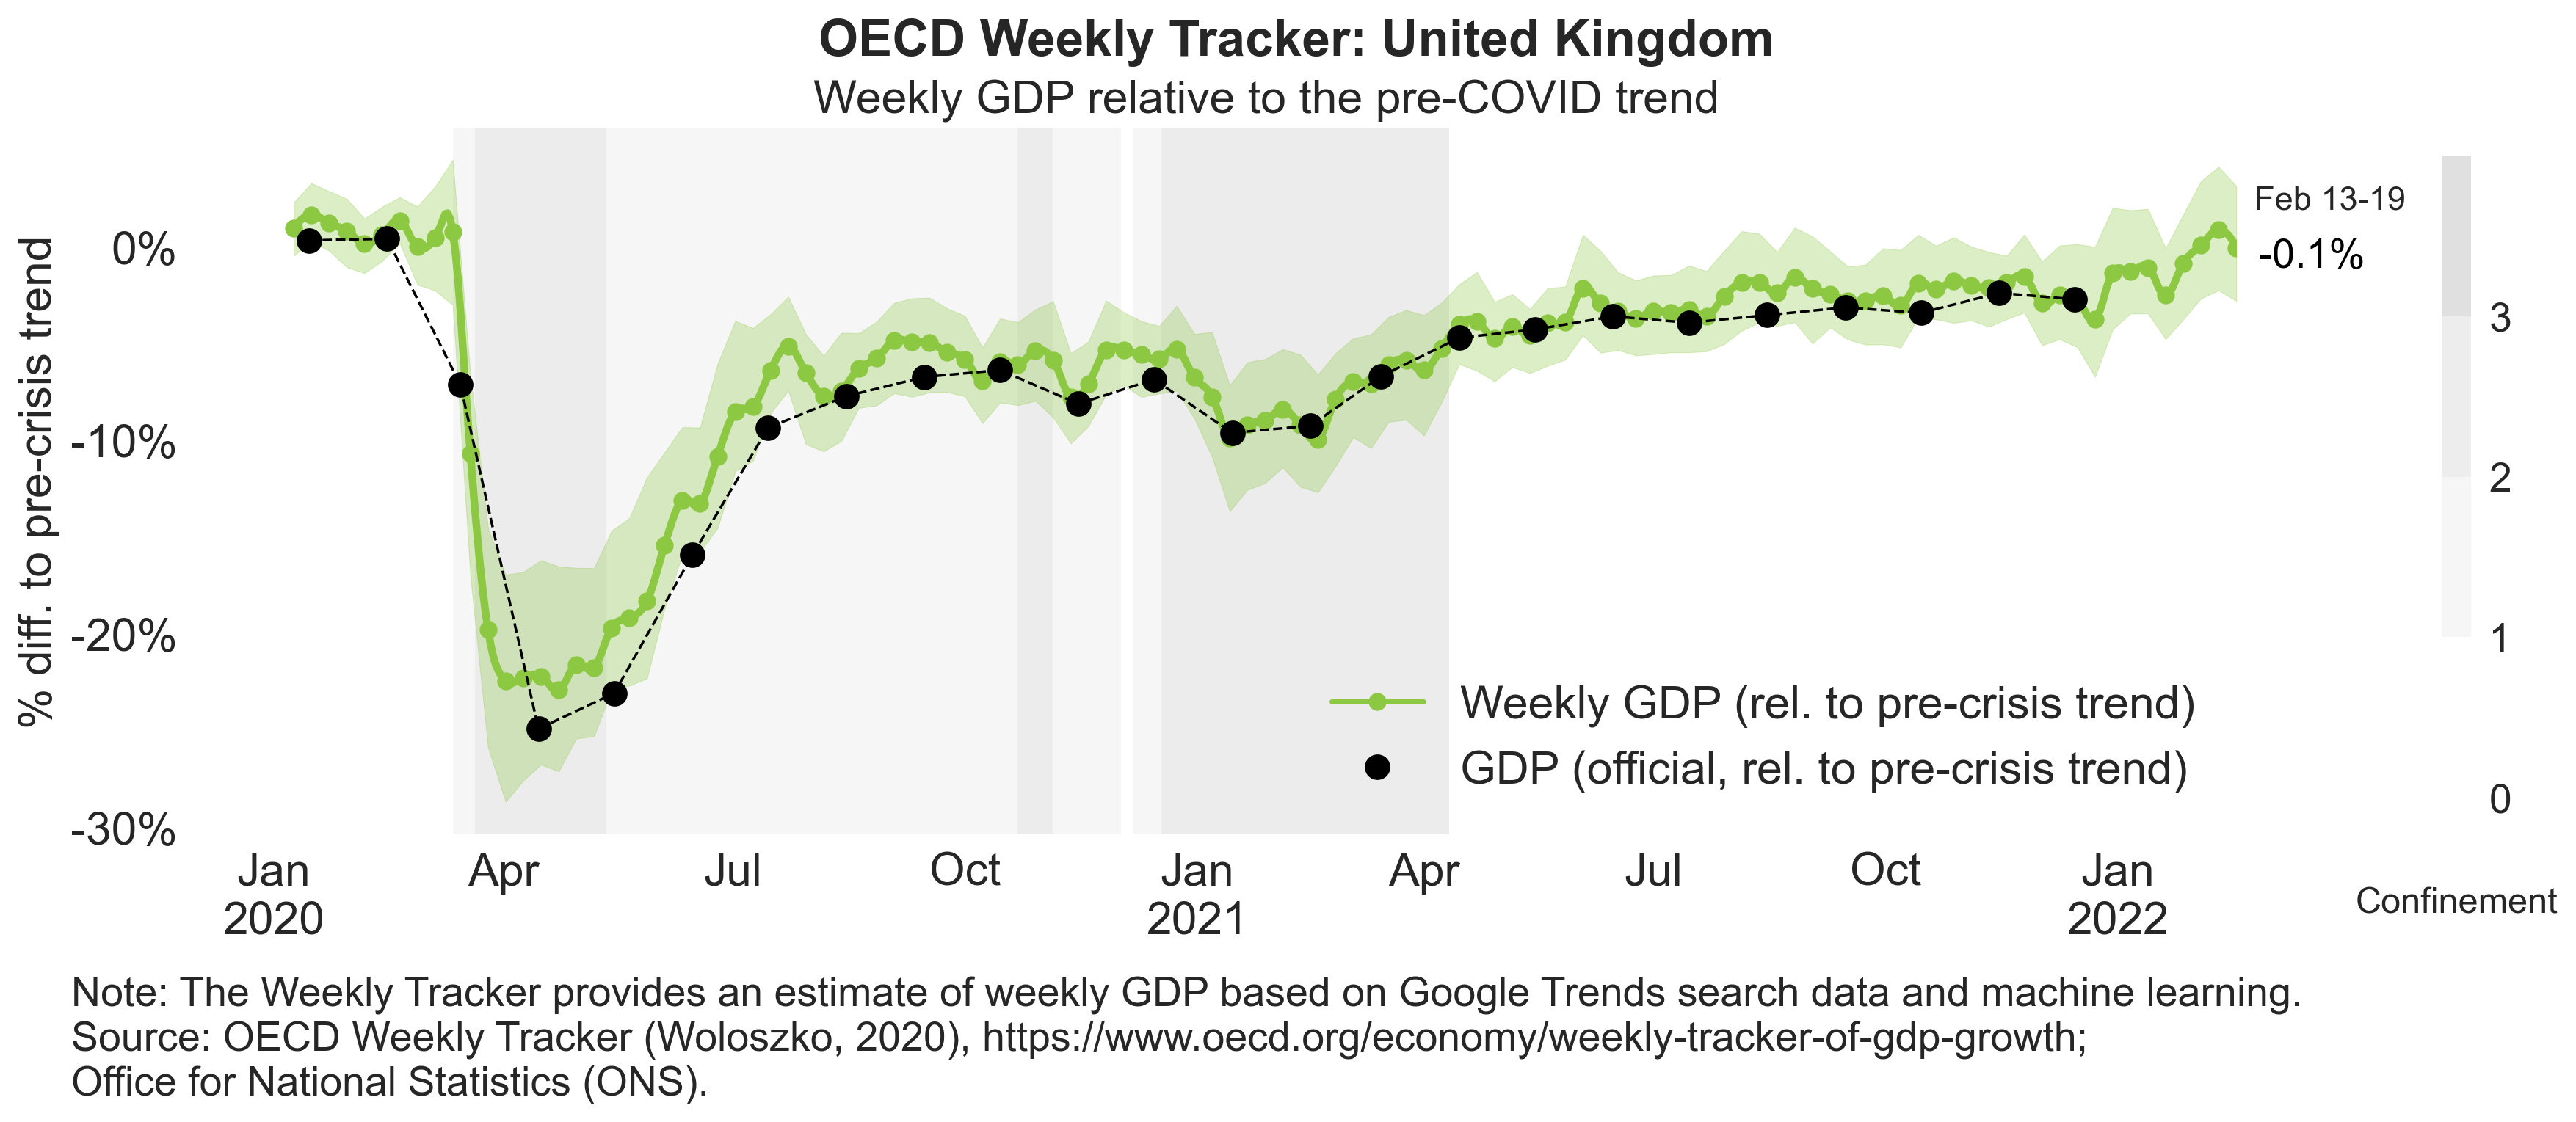 OECD Weekly Tracker: United Kingdom
Weekly GDP relative to the pre-COVID trend
% diff. to pre-crisis trend
0%
-10%
-20%
-30%
Feb 13-19
-0.1%
3
2
1
0
Confinement
Weekly GDP (rel. to pre-crisis trend)
GDP (official, rel. to pre-crisis trend)
Jan Apr Jul Oct Jan Apr Jul Oct Jan
2020 2021 2022
Note: The Weekly Tracker provides an estimate of weekly GDP based on Google Trends search data and machine learning.
Source: OECD Weekly Tracker (Woloszko, 2020), https://www.oecd.org/economy/weekly-tracker-of-gdp-growth;
Office for National Statistics (ONS).